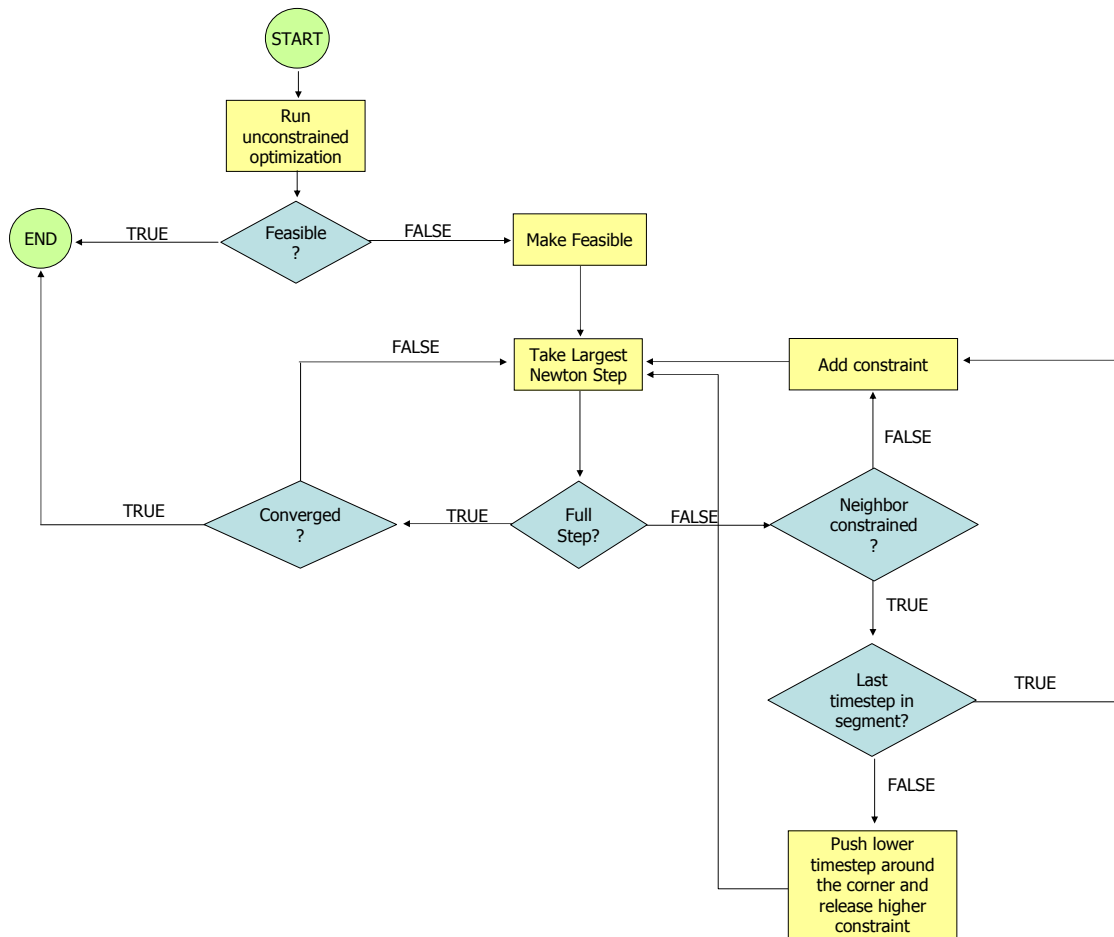 START
Run
unconstrained
optimization
END
TRUE
Feasible
?
FALSE
Make Feasible
FALSE
Take Largest
Newton Step
Add constraint
FALSE
TRUE
Converged
?
TRUE
Full
Step?
FALSE
Neighbor
constrained
?
TRUE
Last
timestep in
segment?
TRUE
FALSE
Push lower
timestep around
the corner and
release higher
constraint